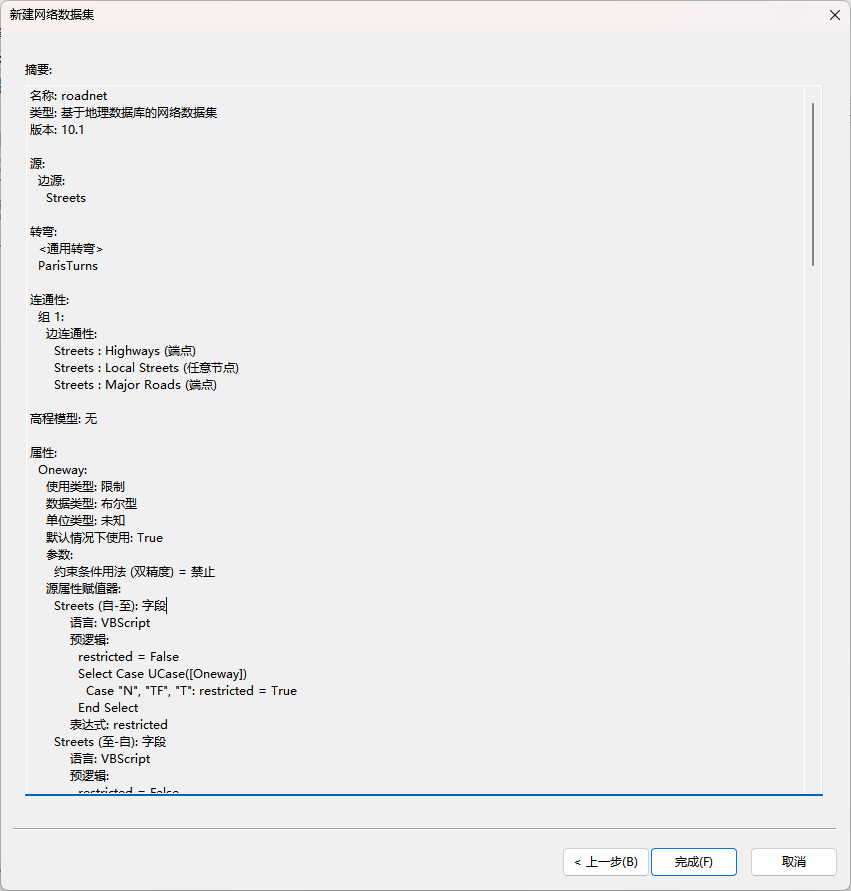 新建网络数据集
摘要:
名称: roadnet
类型: 基于地理数据库的网络数据集
版本: 10.1
源:
边源:
Streets
转弯:
<通用转弯>
ParisTurns
连通性:
组 1:
边连通性:
Streets : Highways (端点)
Streets : Local Streets (任意节点)
Streets : Major Roads (端点)
高程模型: 无
属性:
Oneway:
使用类型: 限制
数据类型: 布尔型
单位类型: 未知
默认情况下使用: True
参数:
约束条件用法 (双精度) = 禁止
源属性赋值器:
Streets (自-至): 字段
语言: VBScript
预逻辑:
restricted = False
Select Case UCase([Oneway])
Case "N", "TF", "T": restricted = True
End Select
表达式: restricted
Streets (至-自): 字段
语言: VBScript
预逻辑:
restricted = False
< 上一步(B)
完成(F)
取消